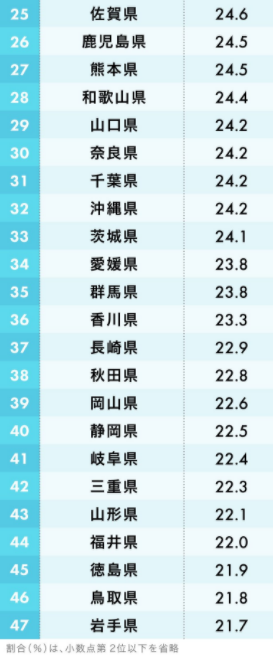 25 佐賀県 24.6
26 鹿児島県 24.5
27 熊本県 24.5
28 和歌山県 24.4
29 山口県 24.2
30 奈良県 24.2
31 千葉県 24.2
32 沖縄県 24.2
33 茨城県 24.1
34 愛媛県 23.8
35 群馬県 23.8
36 香川県 23.3
37 長崎県 22.9
38 秋田県 22.8
39 岡山県 22.6
40 静岡県 22.5
41 岐阜県 22.4
42 三重県 22.3
43 山形県 22.1
44 福井県 22.0
45 徳島県 21.9
46 鳥取県 21.8
47 岩手県 21.7
割合(%)は、小数点第2位以下を省略